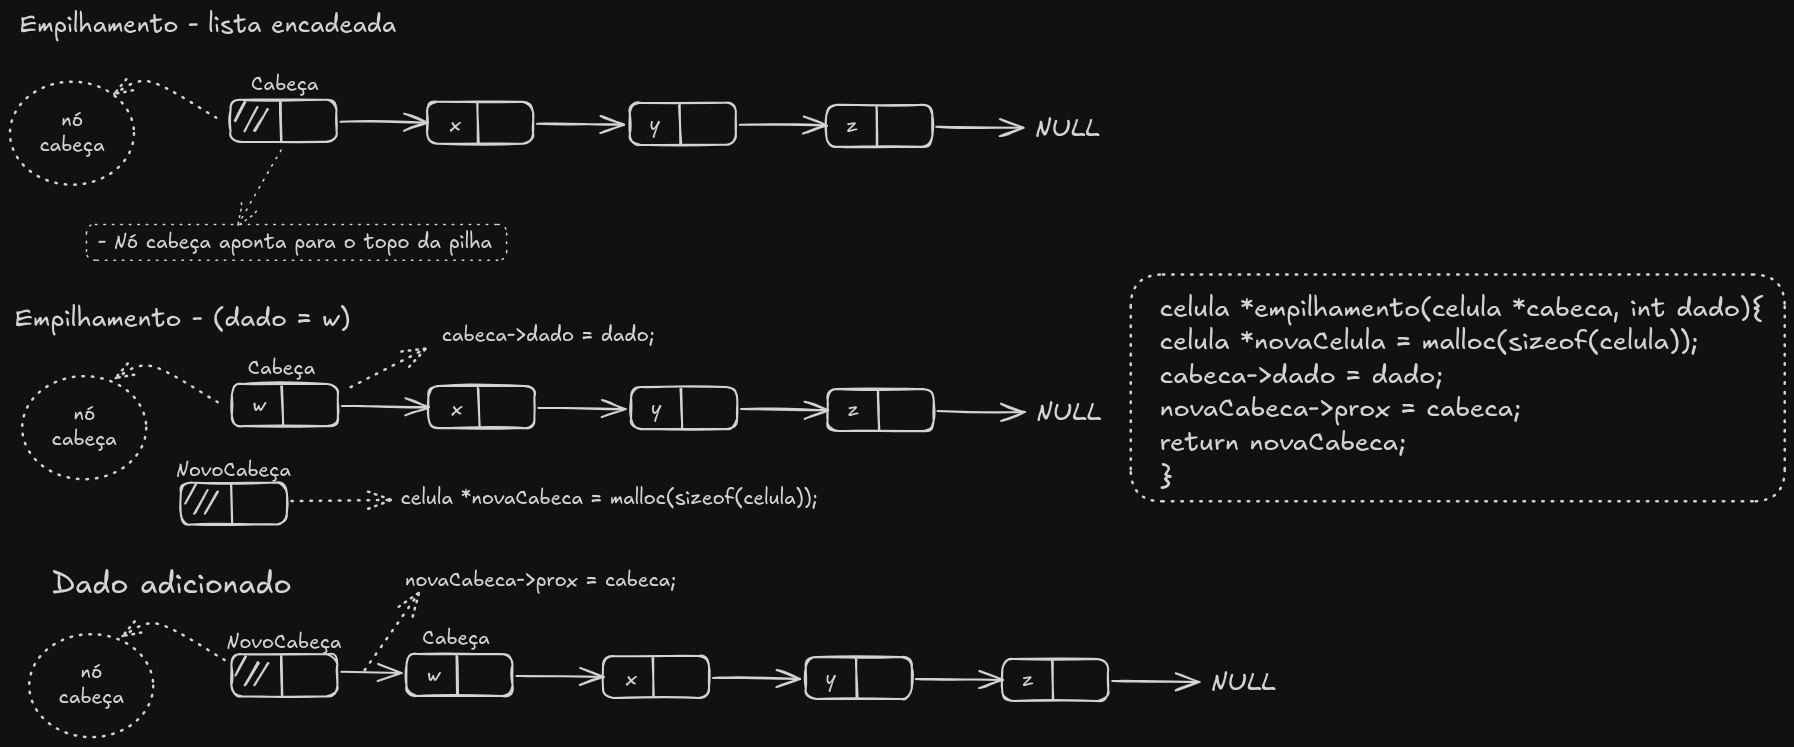 Empilhamento - lista encadeada
nó
cabeça
Cabeça
x
y
z
NULL
- Nó cabeça aponta para o topo da pilha
Empilhamento - (dado = w)
cabeca->dado = dado;
nó
cabeça
Cabeça
w
x
y
z
NULL
NovoCabeça
celula *novaCabeca = malloc(sizeof(celula));
celula *empilhamento(celula *cabeca, int dado){
celula *novaCelula = malloc(sizeof(celula));
cabeca->dado = dado;
novaCabeca->prox = cabeca;
return novaCabeca;
}
Dado adicionado
novaCabeca->prox = cabeca;
nó
cabeça
NovoCabeça
Cabeça
w
x
y
z
NULL